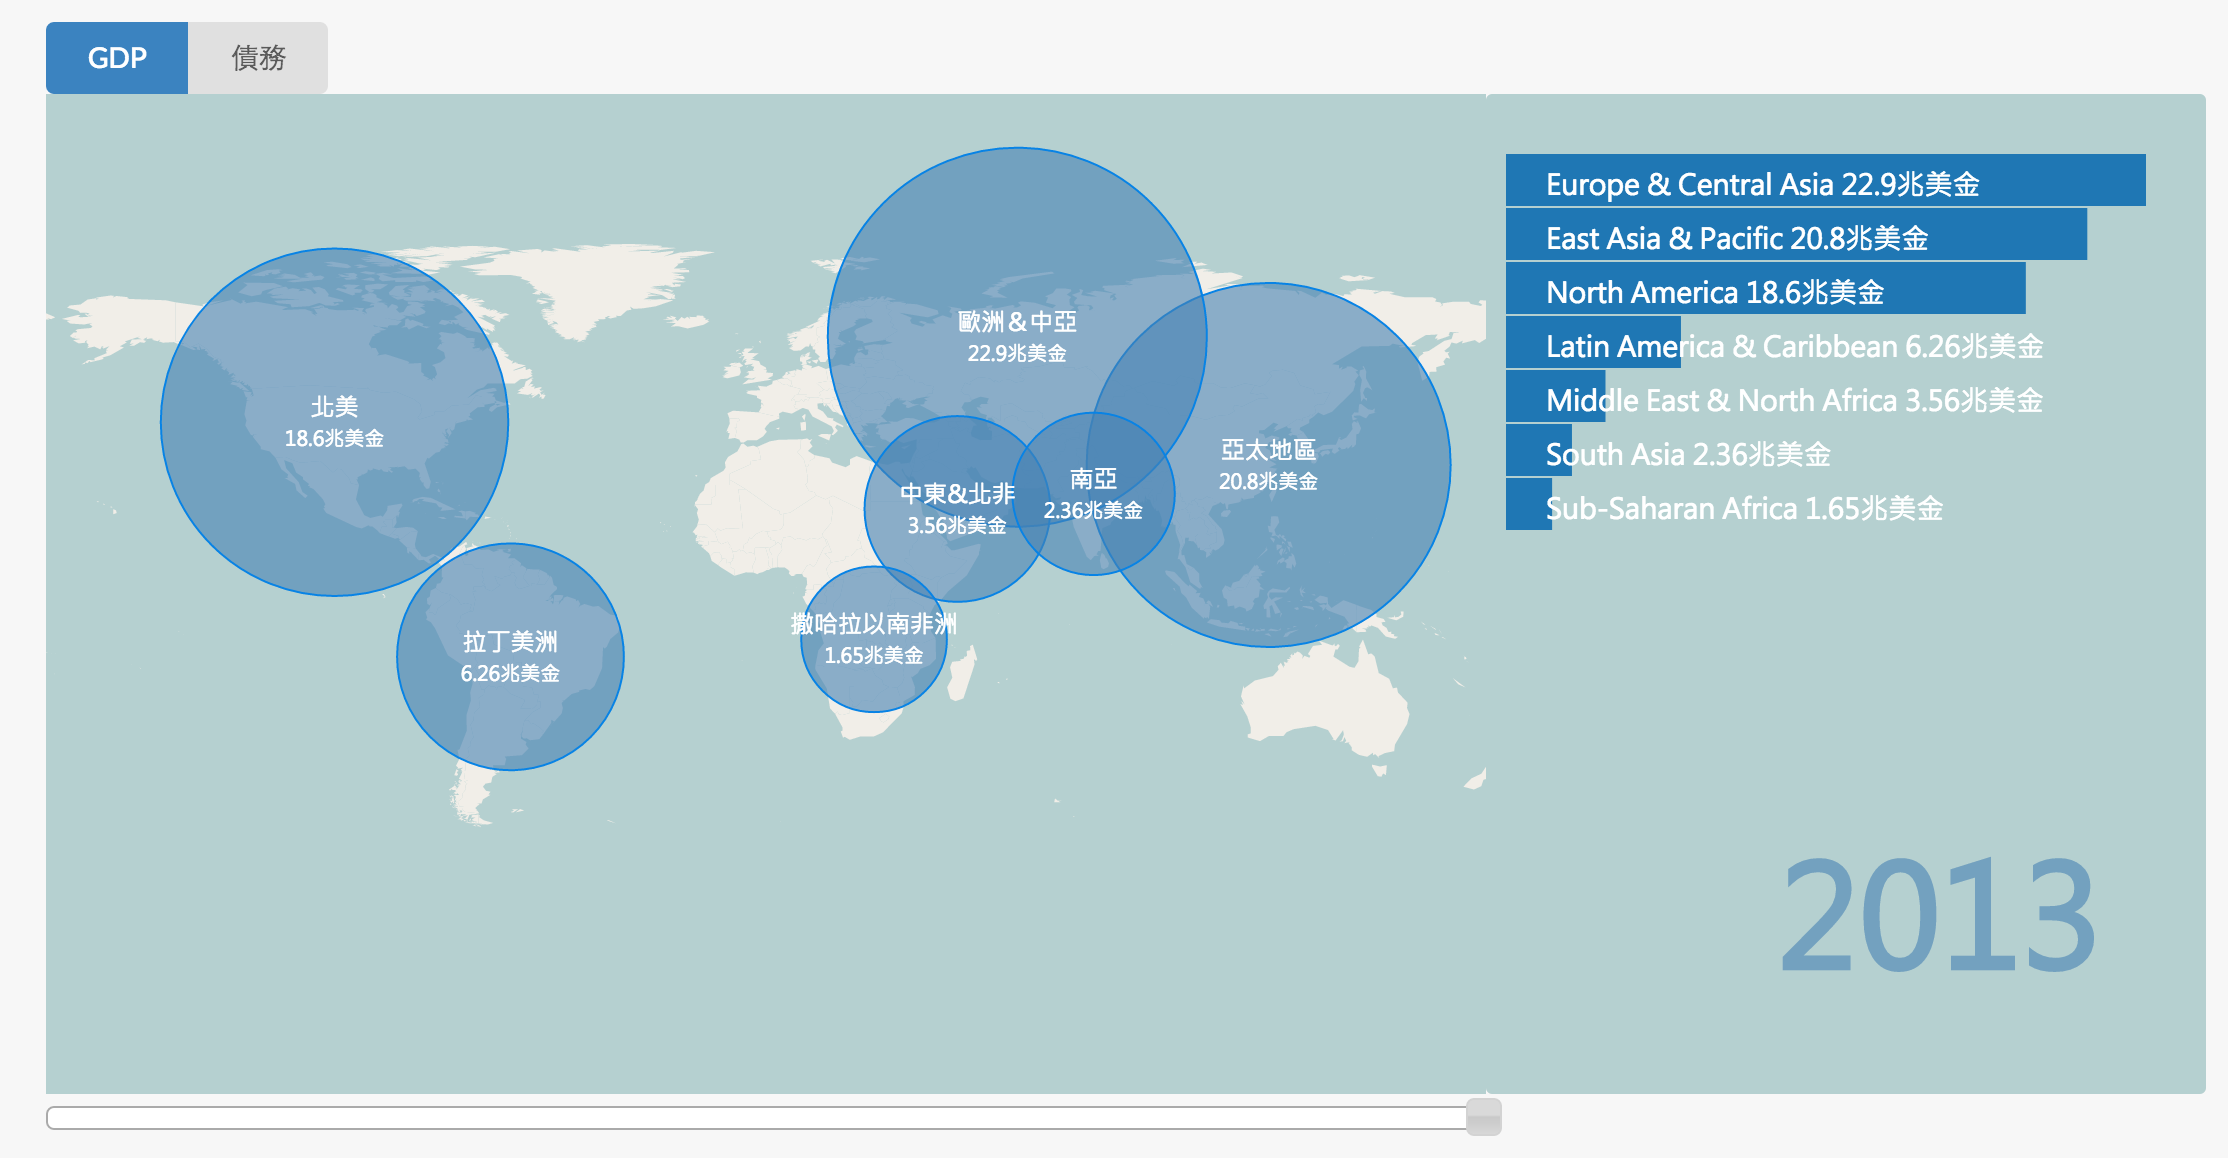 GDP
債務
歐洲＆中亞
22.9兆美金
北美
18.6兆美金
亞太地區
20.8兆美金
南亞
2.36兆美金
中東&北非
3.56兆美金
撒哈拉以南非洲
1.65兆美金
拉丁美洲
6.26兆美金
Europe & Central Asia 22.9兆美金
East Asia & Pacific 20.8兆美金
North America 18.6兆美金
Latin America & Caribbean 6.26兆美金
Middle East & North Africa 3.56兆美金
South Asia 2.36兆美金
Sub-Saharan Africa 1.65兆美金
2013